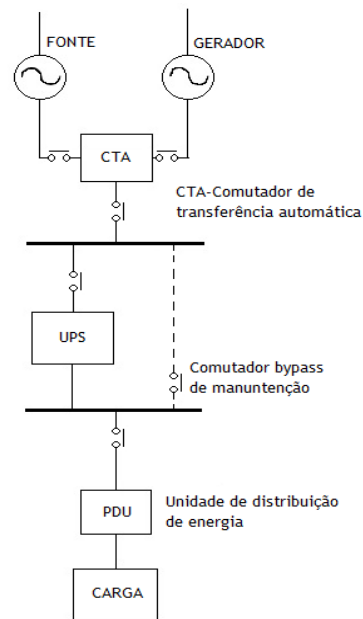 FONTE
GERADOR
CTA
CTA-Comutador de
transferência automática
UPS
Comutador bypass
de manuntenção
PDU
Unidade de distribuição
de energia
CARGA